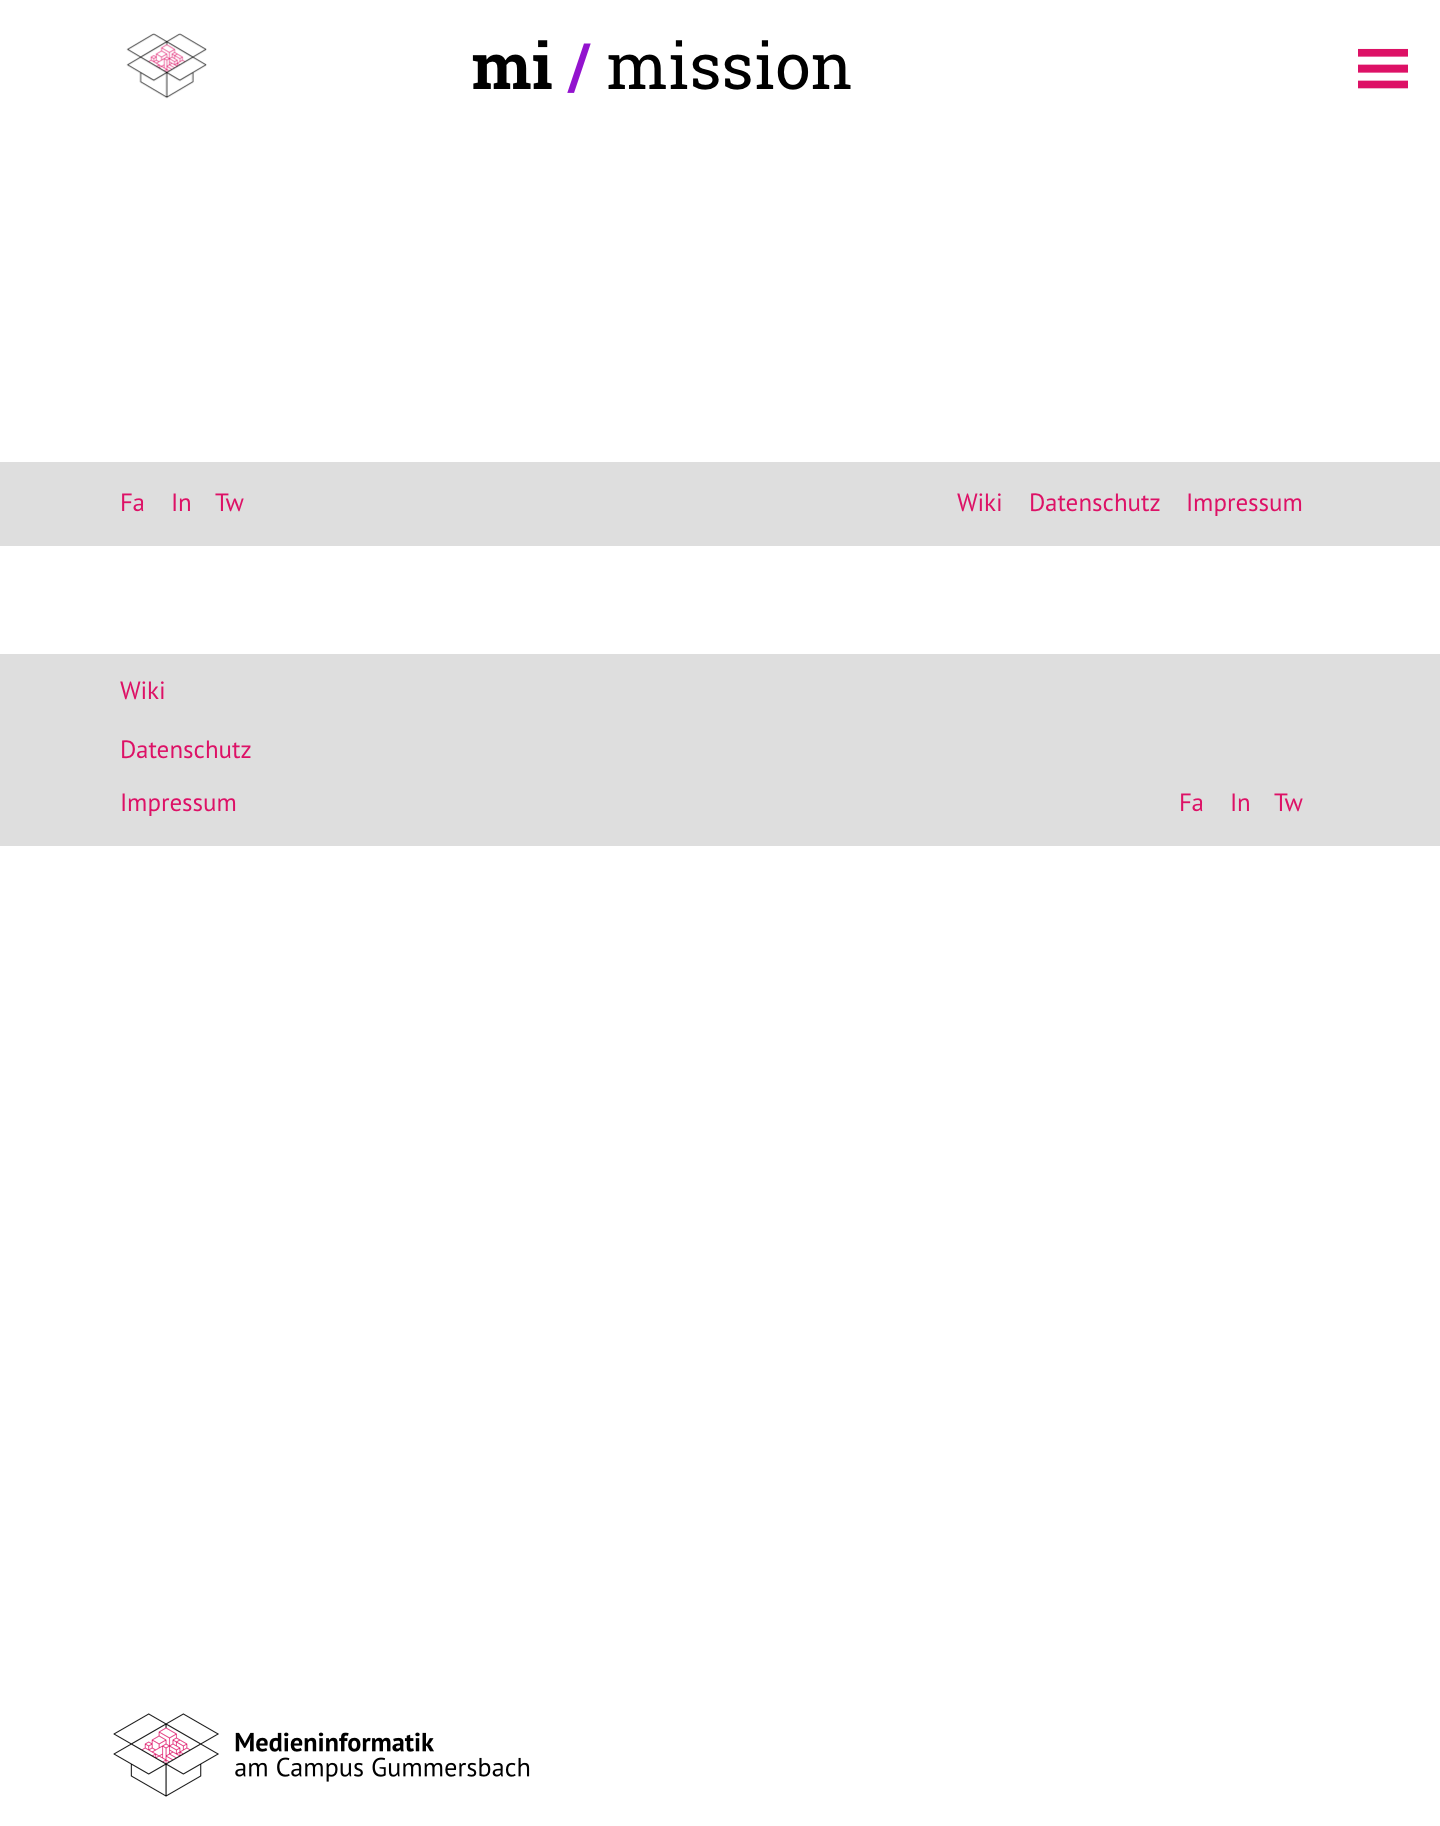 mi / mission
Fa In Tw Wiki Datenschutz Impressum
Wiki
Datenschutz
Impressum Fa In Tw
Medieninformatik
am Campus Gummersbach